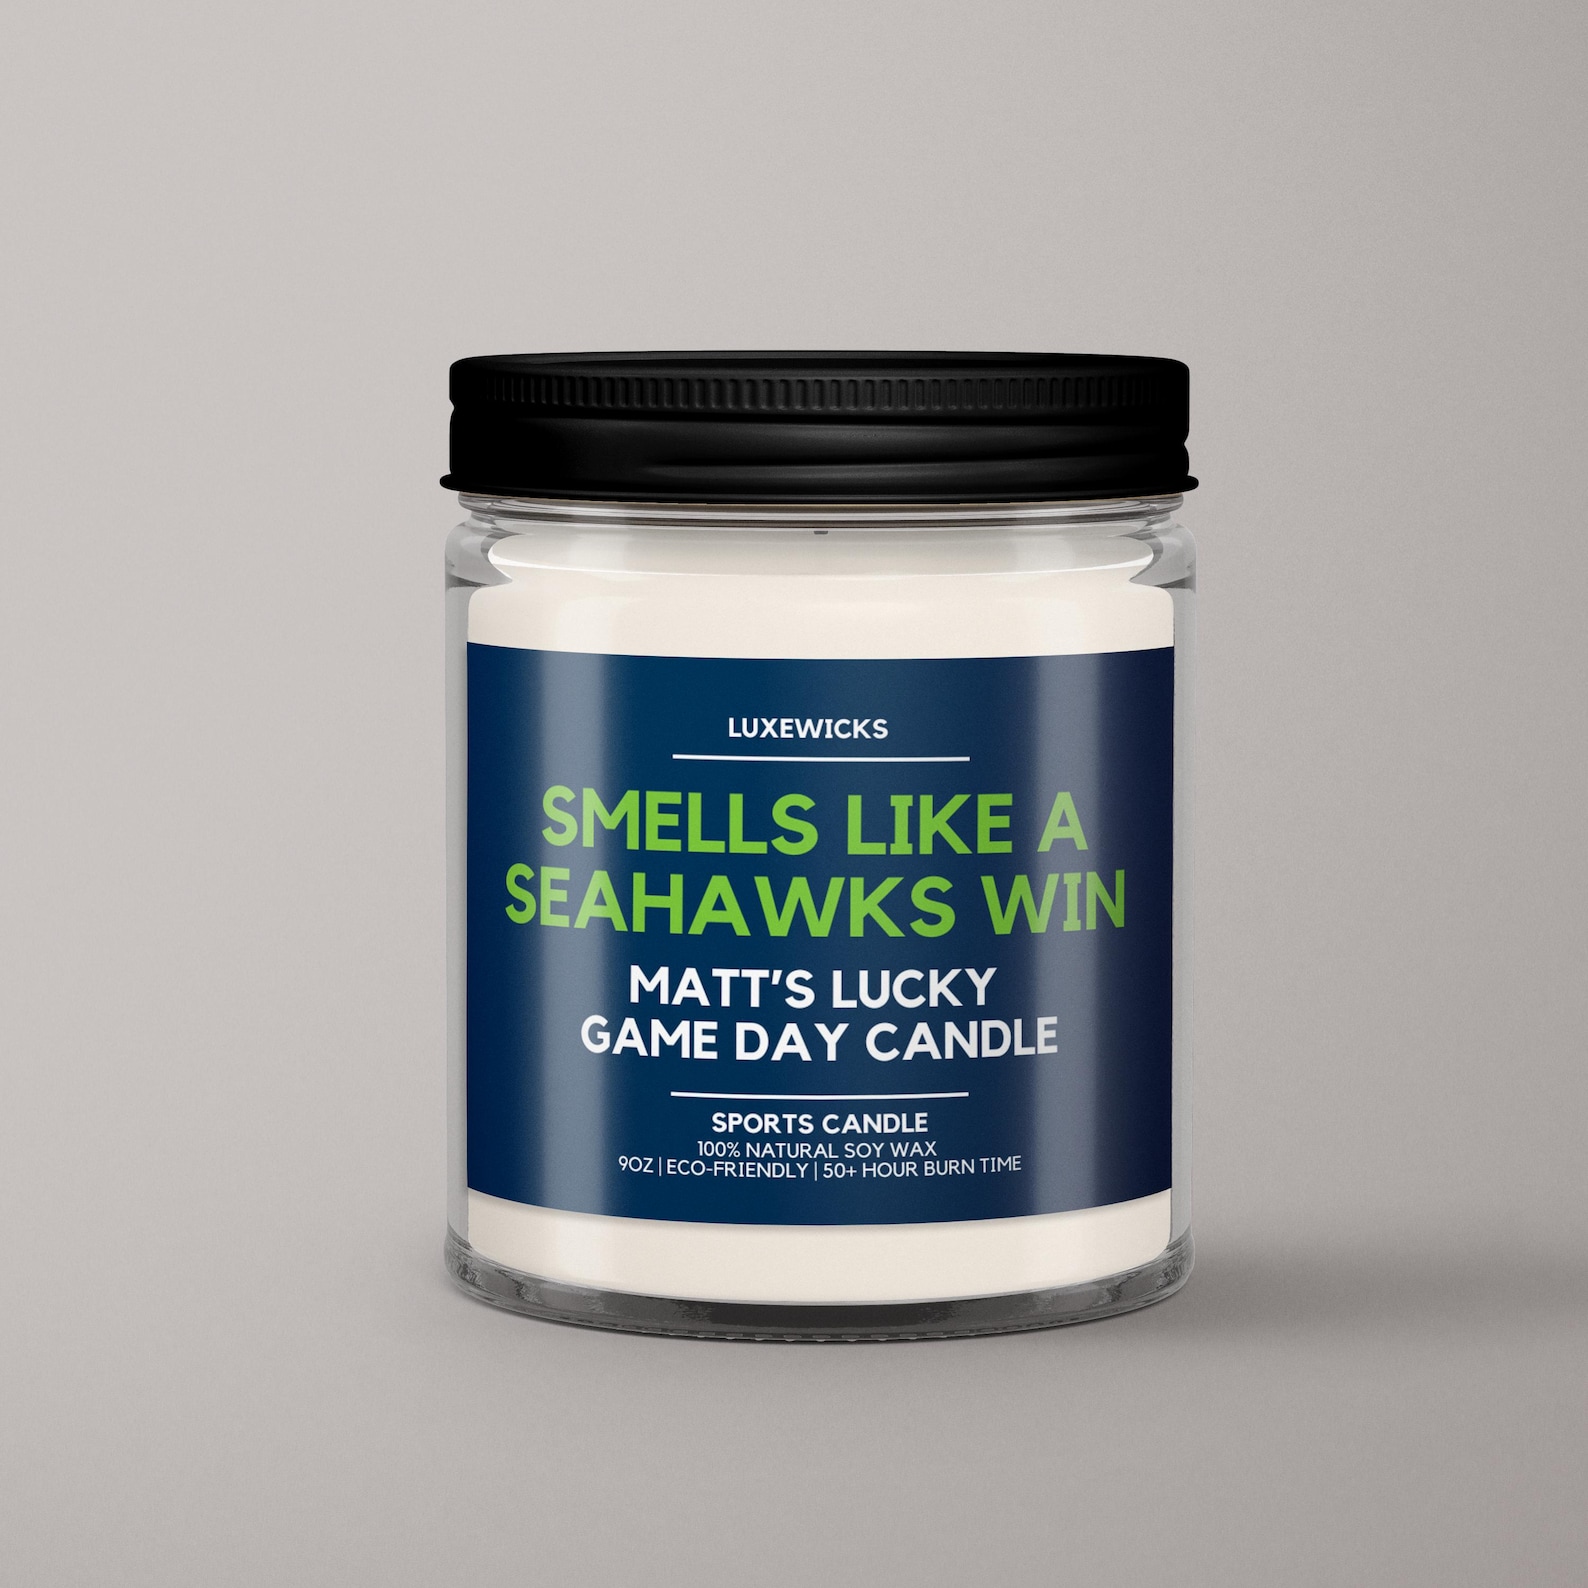 LUXEWICKS
SMELLS LIKE A
SEAHAWKS WIN
MATT'S LUCKY
GAME DAY CANDLE
SPORTS CANDLE
100% NATURAL SOY WAX
9OZ | ECO-FRIENDLY | 50+ HOUR BURN TIME